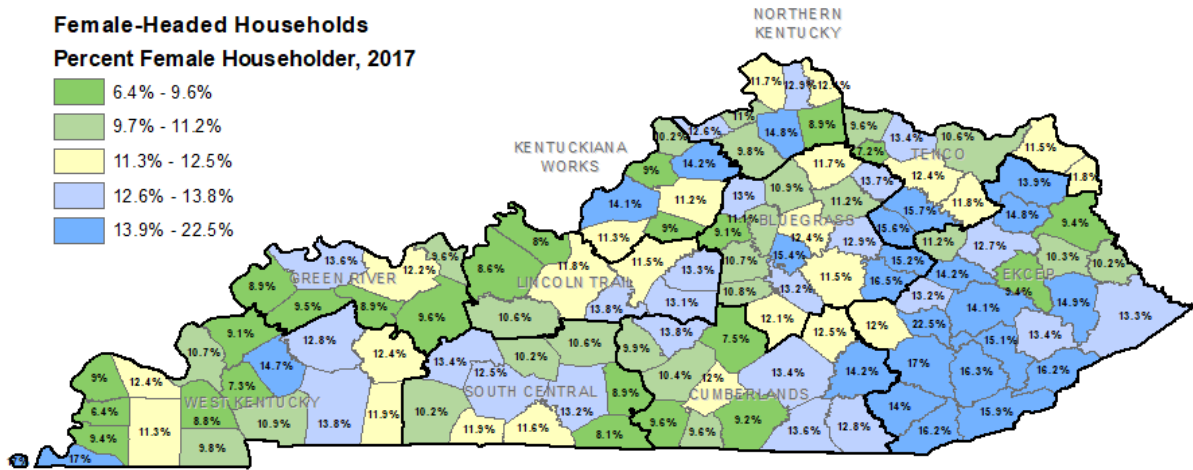 Female-Headed Households
Percent Female Householder, 2017
6.4% - 9.6%
9.7% - 11.2%
11.3% - 12.5%
12.6% - 13.8%
13.9% - 22.5%
NORTHERN
KENTUCKY
11.7% 12.9%
11% 12.6% 10.2% 14.8% 8.9% 9.6% 13.4% 10.6% 11.5%
KENTUCKIANA
WORKS
9.8% 7.2% TENCO
9% 14.2% 11.7% 12.4% 13.9% 11.8%
14.1% 11.2% 13% 10.9% 13.7% 11.2% 11.8% 14.8%
11.1% BLUEGRASS 15.7% 9.4%
11.3% 9% 9.1% 12.4% 12.9% 15.6% 11.2% 12.7%
13.6% 9.6% 8% 11.8% 11.5% 10.7% 15.4% 15.2% 10.3% 10.2%
GREEN RIVER 12.2% 8.6% LINCOLN TRAIL 13.3% 11.5% 16.5% 14.2% EKCEP
8.9% 9.5% 8.9% 9.6% 10.6% 13.8% 13.1% 10.8% 13.2% 13.2% 14.1% 9.4% 14.9% 13.3%
9.1% 12.8% 13.8% 7.5% 12.1% 12.5% 12% 22.5% 15.1% 13.4%
10.7% 14.7% 12.4% 13.4% 12.5% 10.2% 10.6% 9.9% 10.4% 12% 13.4% 14.2% 17% 16.3% 16.2%
9% 12.4% 7.3% WEST KENTUCKY SOUTH CENTRAL 8.9% CUMBERLANDS
6.4% 8.8% 10.9% 13.8% 11.9% 10.2% 11.9% 11.6% 13.2% 8.1% 9.6% 9.6% 9.2% 13.6% 12.8% 14% 16.2% 15.9%
9.4% 11.3% 9.8%
17%